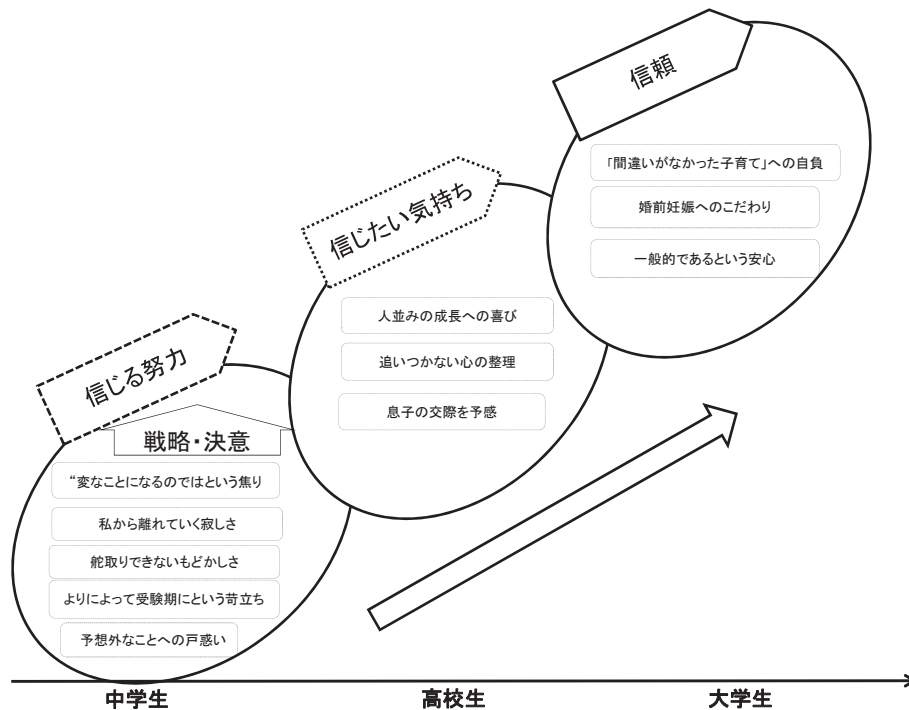 信頼
「間違いがなかった子育て」への自負
婚前妊娠へのこだわり
一般的であるという安心
信じたい気持ち
人並みの成長への喜び
追いつかない心の整理
息子の交際を予感
信じる努力
戦略・決意
“変なことになるのではという焦り
私から離れていく寂しさ
舵取りできないもどかしさ
よりによって受験期にという苛立ち
予想外なことへの戸惑い
中学生
高校生
大学生